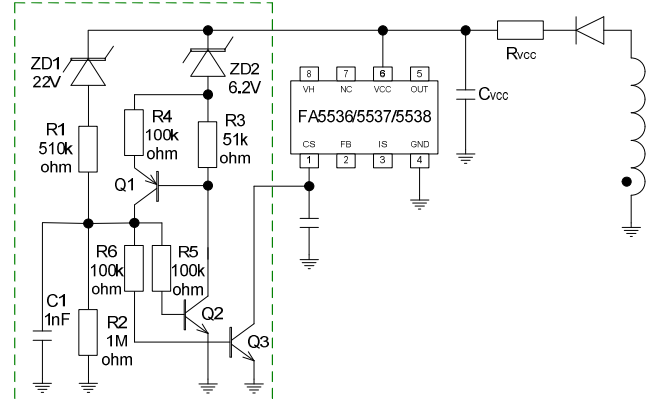 ZD1
22V
ZD2
6.2V
R1
510k
ohm
R4
100k
ohm
R3
51k
ohm
Q1
R6
100k
ohm
R5
100k
ohm
C1
1nF
R2
1M
ohm
Q2
Q3
8 7 6 5
VH NC VCC OUT
FA5536/5537/5538
CS FB IS GND
1 2 3 4
CVCC
RVCC